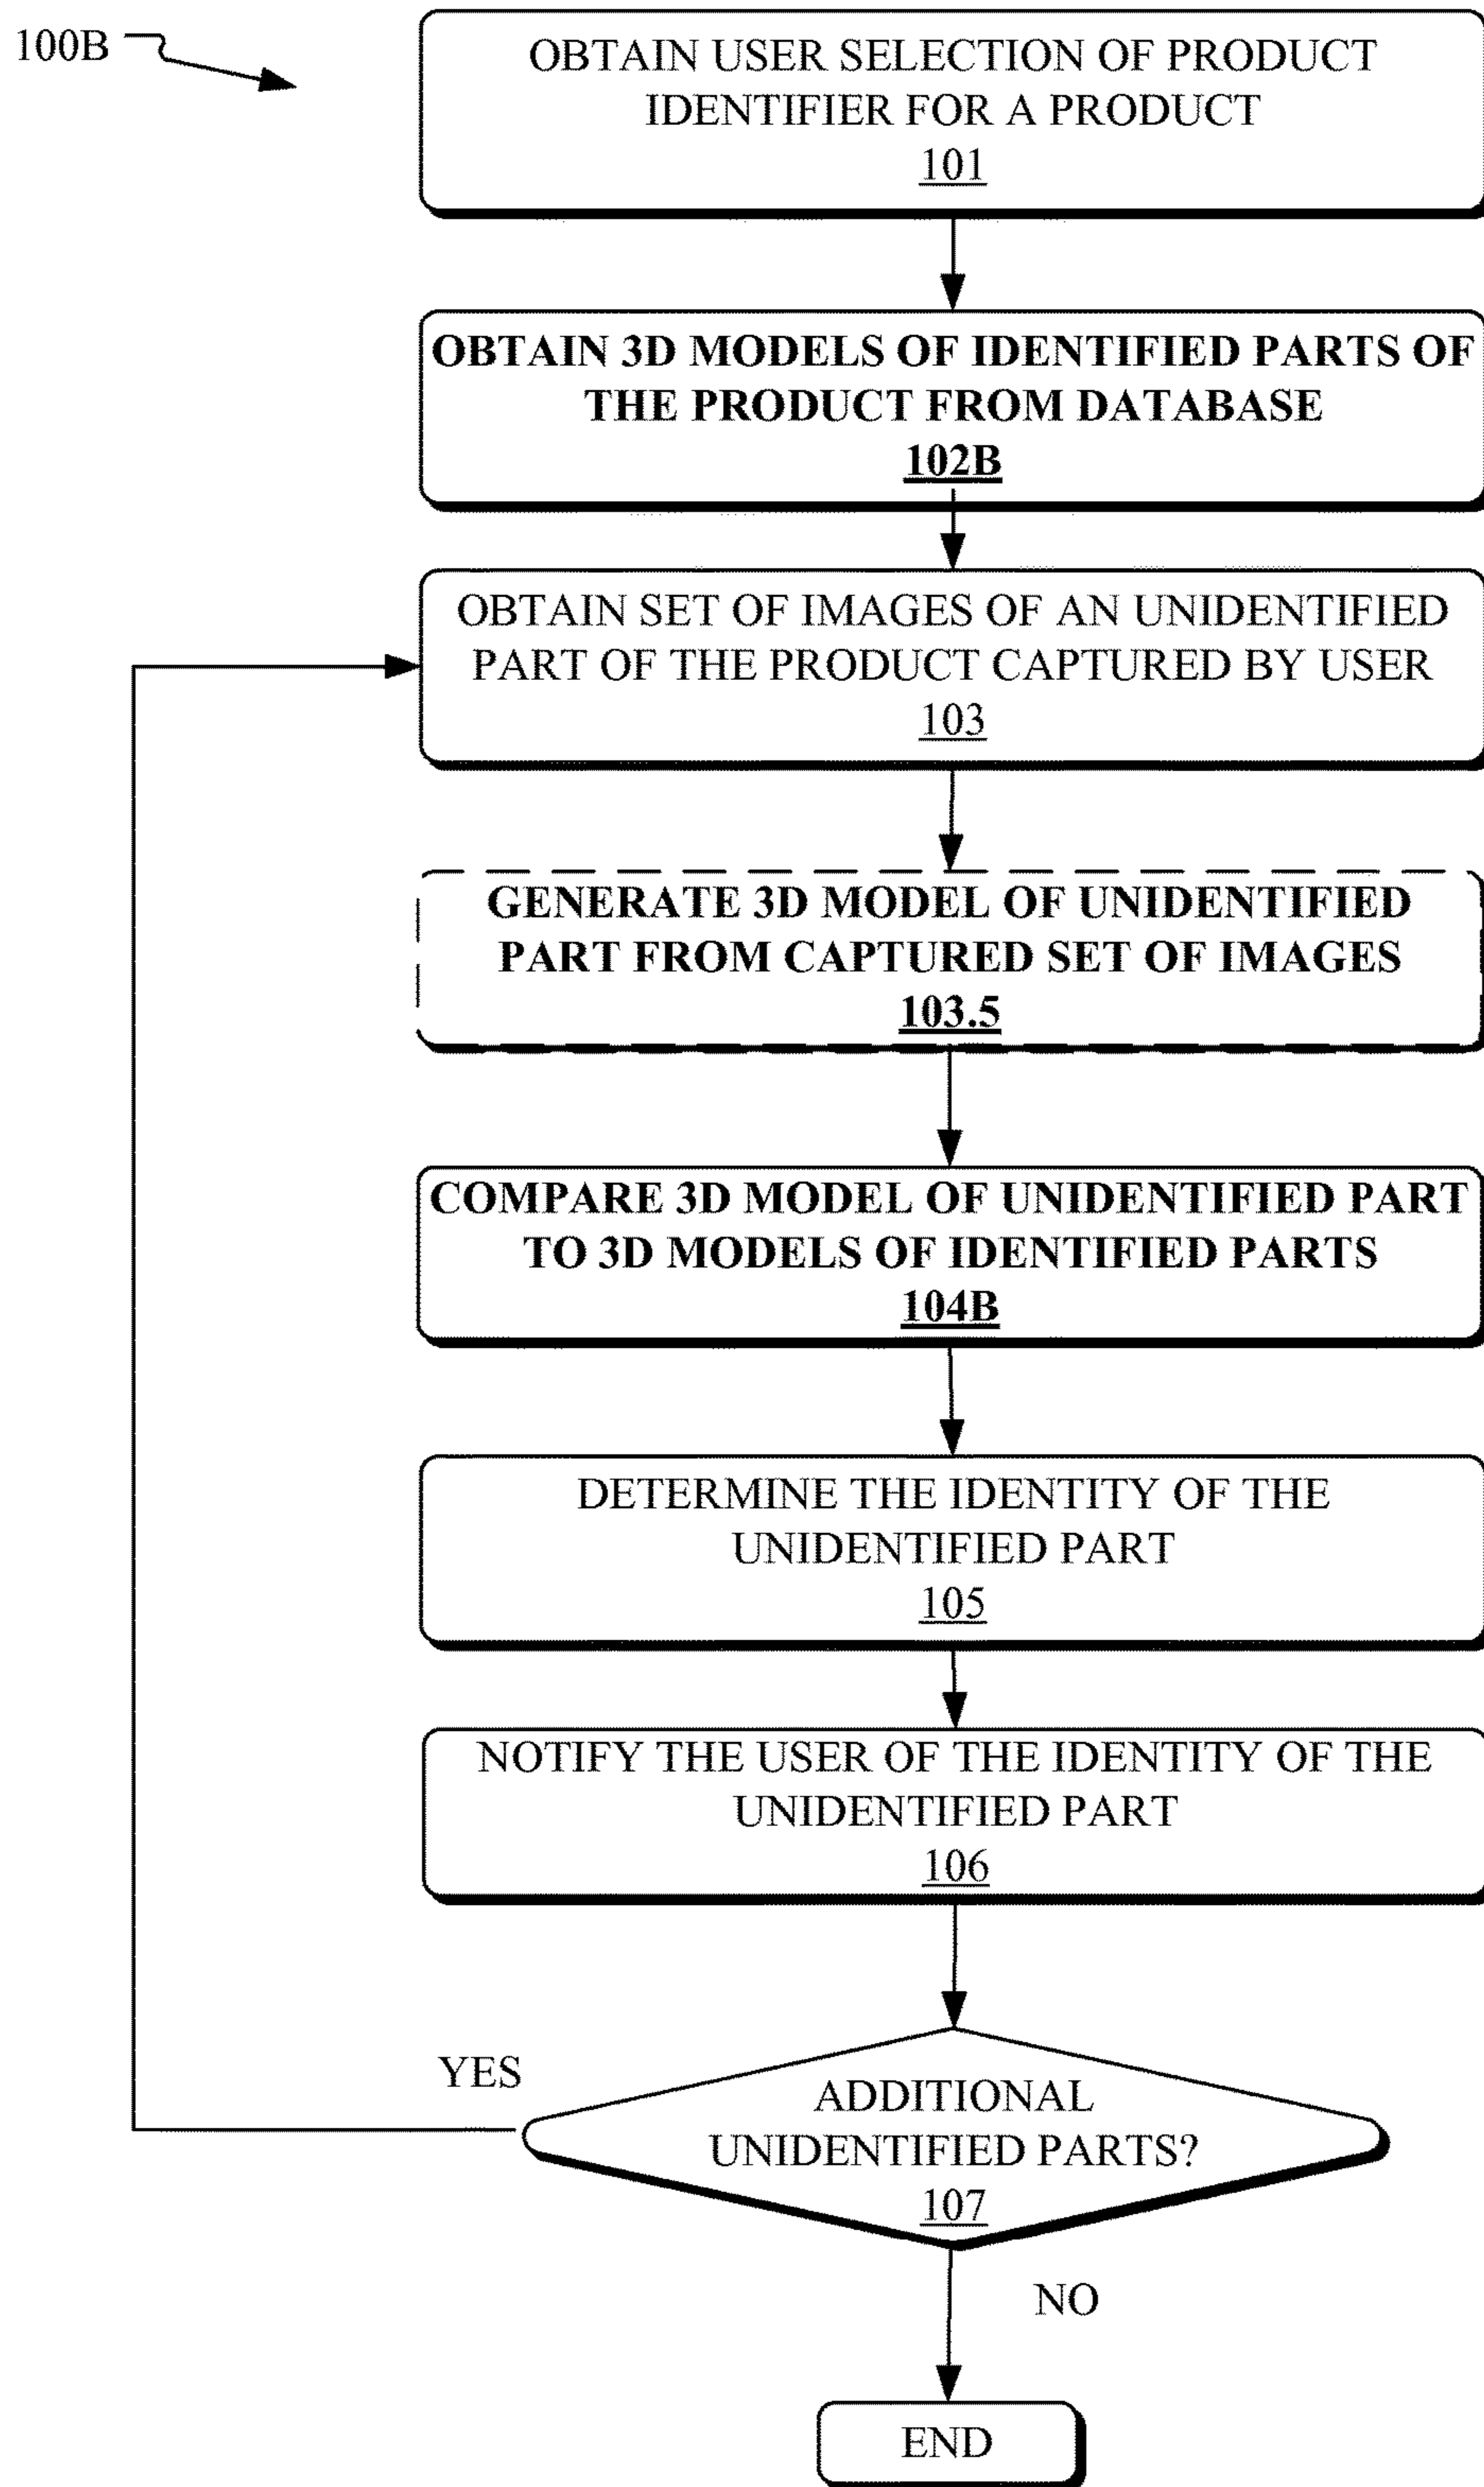 100B
OBTAIN USER SELECTION OF PRODUCT
IDENTIFIER FOR A PRODUCT
101
OBTAIN 3D MODELS OF IDENTIFIED PARTS OF
THE PRODUCT FROM DATABASE
102B
OBTAIN SET OF IMAGES OF AN UNIDENTIFIED
PART OF THE PRODUCT CAPTURED BY USER
103
GENERATE 3D MODEL OF UNIDENTIFIED
PART FROM CAPTURED SET OF IMAGES
103.5
COMPARE 3D MODEL OF UNIDENTIFIED PART
TO 3D MODELS OF IDENTIFIED PARTS
104B
DETERMINE THE IDENTITY OF THE
UNIDENTIFIED PART
105
NOTIFY THE USER OF THE IDENTITY OF THE
UNIDENTIFIED PART
106
YES
ADDITIONAL
UNIDENTIFIED PARTS?
107
NO
END